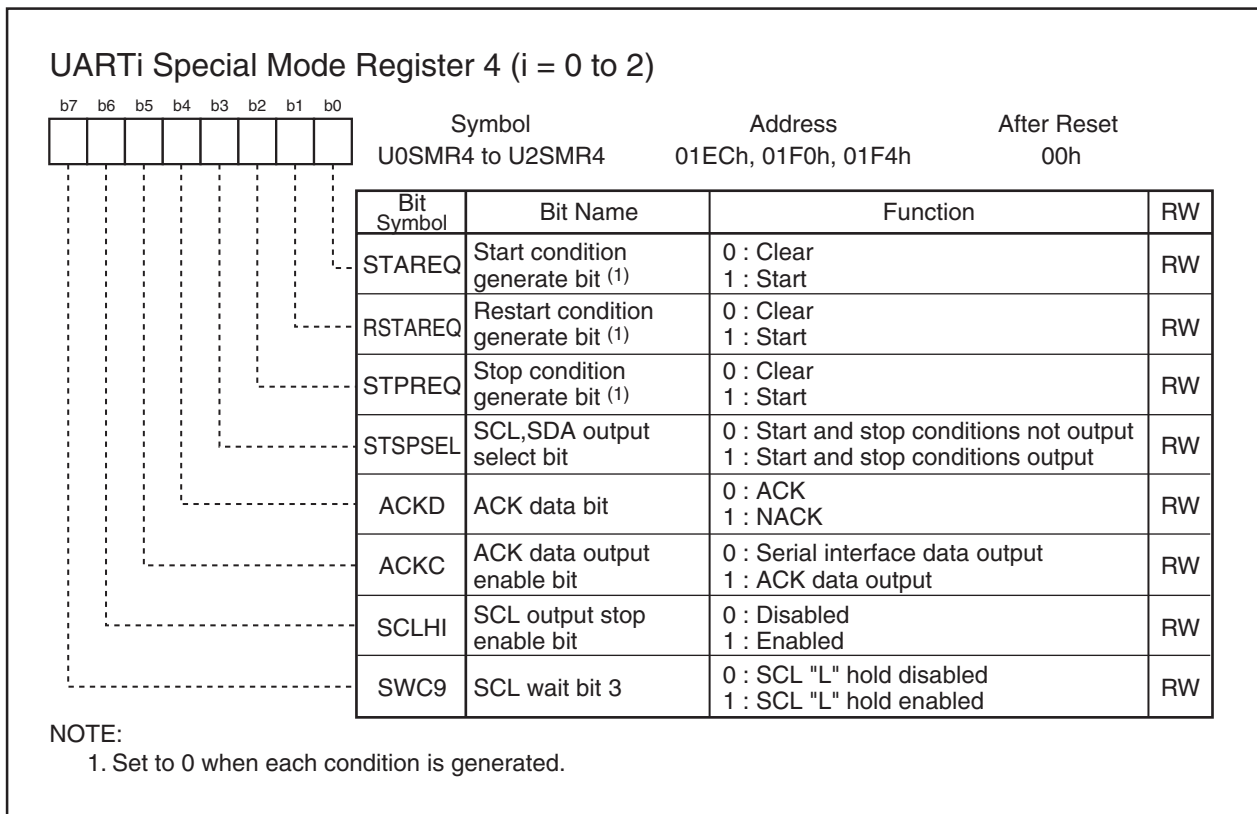 UARTi Special Mode Register 4 (i = 0 to 2)
b7 b6 b5 b4 b3 b2 b1 b0
Symbol Address After Reset
U0SMR4 to U2SMR4 01ECh, 01F0h, 01F4h 00h
Bit Symbol Bit Name Function RW
STAREQ Start condition generate bit (1) 0 : Clear 1 : Start RW
RSTAREQ Restart condition generate bit (1) 0 : Clear 1 : Start RW
STPREQ Stop condition generate bit (1) 0 : Clear 1 : Start RW
STSPSEL SCL,SDA output select bit 0 : Start and stop conditions not output 1 : Start and stop conditions output RW
ACKD ACK data bit 0 : ACK 1 : NACK RW
ACKC ACK data output enable bit 0 : Serial interface data output 1 : ACK data output RW
SCLHI SCL output stop enable bit 0 : Disabled 1 : Enabled RW
SWC9 SCL wait bit 3 0 : SCL "L" hold disabled 1 : SCL "L" hold enabled RW
NOTE:
1. Set to 0 when each condition is generated.